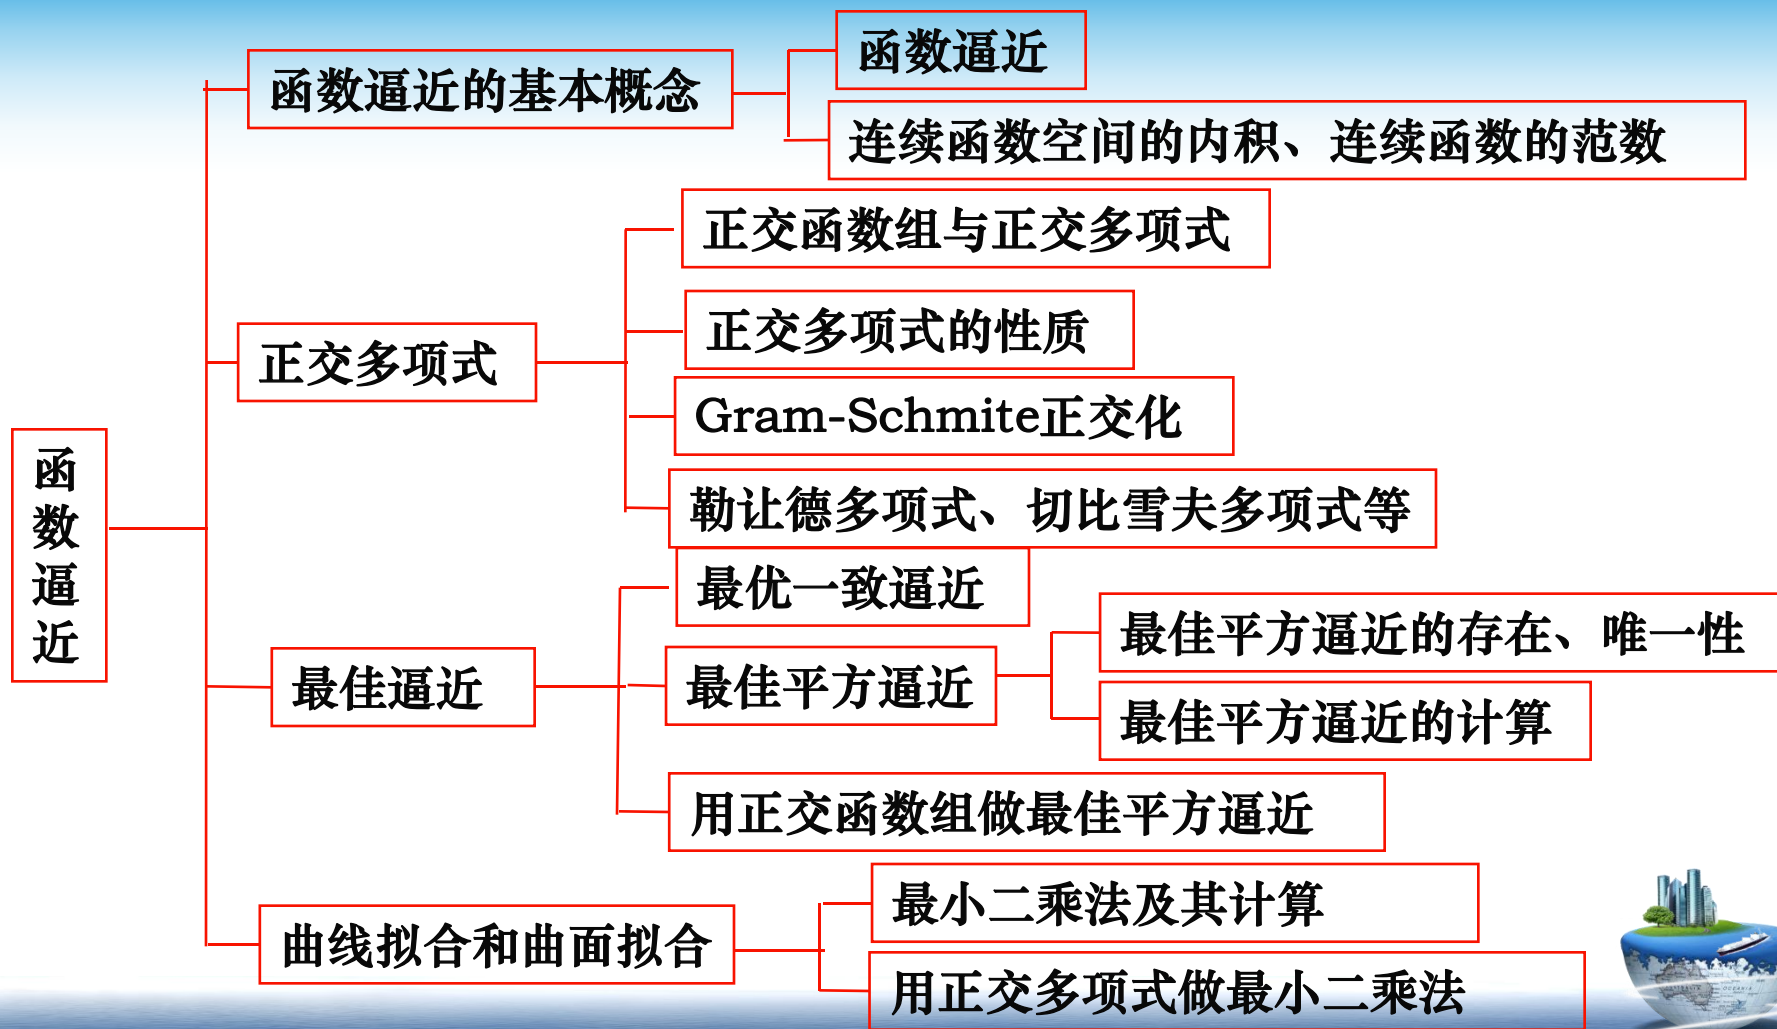 函数逼近
函数逼近的基本概念
函数逼近
连续函数空间的内积、连续函数的范数
正交多项式
正交函数组与正交多项式
正交多项式的性质
Gram-Schmite正交化
勒让德多项式、切比雪夫多项式等
最佳逼近
最优一致逼近
最佳平方逼近
最佳平方逼近的存在、唯一性
最佳平方逼近的计算
用正交函数组做最佳平方逼近
曲线拟合和曲面拟合
最小二乘法及其计算
用正交多项式做最小二乘法